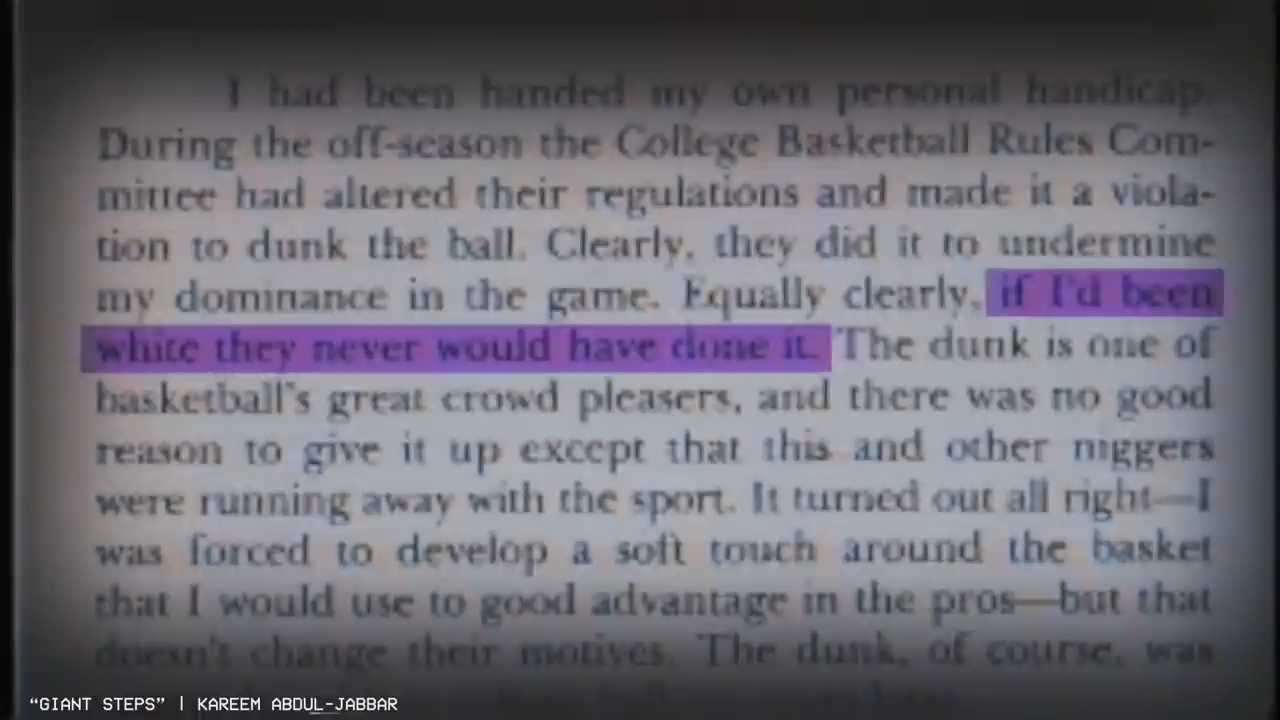 I had been handed my own personal handicap.
During the off-season the College Basketball Rules Com-
mittee had altered their regulations and made it a viola-
tion to dunk the ball. Clearly, they did it to undermine
my dominance in the game. Equally clearly, if I'd been
white they never would have done it. The dunk is one of
basketball's great crowd pleasers, and there was no good
reason to give it up except that this and other niggers
were running away with the sport. It turned out all right—I
was forced to develop a soft touch around the basket
that I would use to good advantage in the pros—but that
doesn't change their motives. The dunk, of course, was
“GIANT STEPS” | KAREEM ABDUL-JABBAR